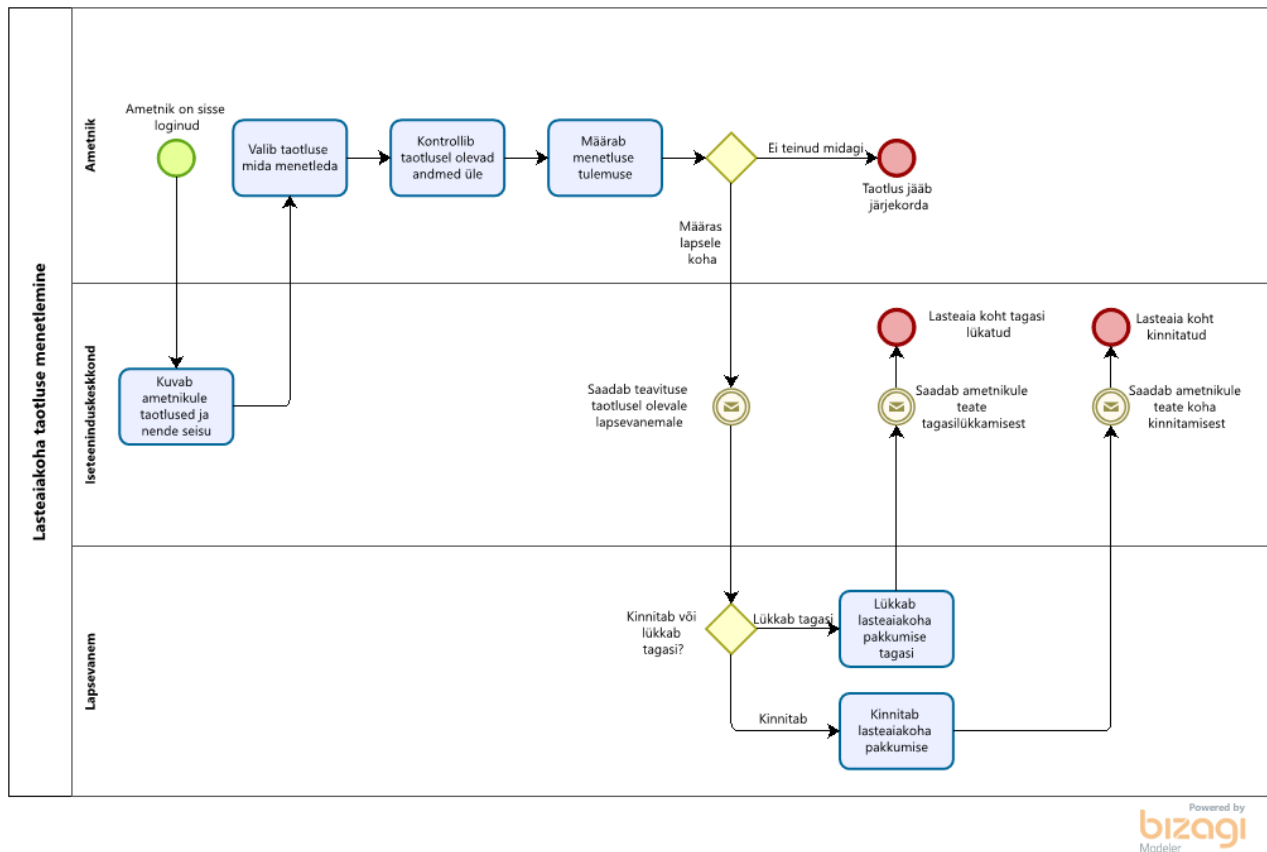 Lasteaiakoha taotluse menetlemine
Ametnik
Ametnik on sisse
loginud
Valib taotluse
mida menetleda
Kontrollib
taotlusel olevad
andmed üle
Määrab
menetluse
tulemuse
Ei teinud midagi
Taotlus jääb
järjekorda
Määras
lapsele
koha
Iseteeninduskeskkond
Kuvab
ametnikule
taotlused ja
nende seisu
Saadab teavituse
taotlusel olevale
lapsevanemale
Lasteaia koht tagasi
lükatud
Saadab ametnikule
teate
tagasilükkamisest
Lasteaia koht
kinnitatud
Saadab ametnikule
teate koha
kinnitamisest
Lapsevanem
Kinnitab või
lükkab
tagasi?
Lükkab tagasi
Lükkab
lasteaiakoha
pakkumise
tagasi
Kinnitab
Kinnitab
lasteaiakoha
pakkumise
Powered by
bizagi
Modeler